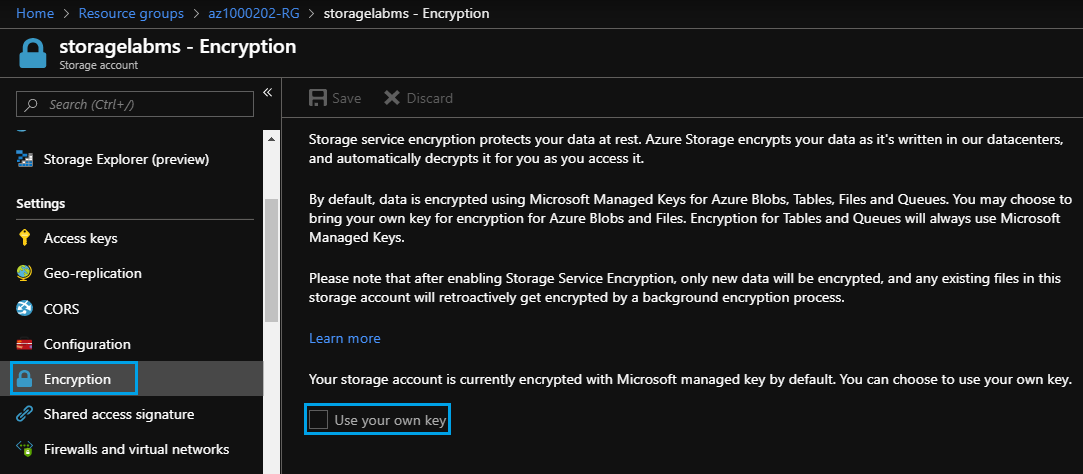 Home > Resource groups > az1000202-RG > storagelabms - Encryption
storagelabms - Encryption
Storage account
Search (Ctrl+/)
«
Storage Explorer (preview)
Settings
Access keys
Geo-replication
CORS
Configuration
Encryption
Shared access signature
Firewalls and virtual networks
Save Discard
Storage service encryption protects your data at rest. Azure Storage encrypts your data as it's written in our datacenters,
and automatically decrypts it for you as you access it.
By default, data is encrypted using Microsoft Managed Keys for Azure Blobs, Tables, Files and Queues. You may choose to
bring your own key for encryption for Azure Blobs and Files. Encryption for Tables and Queues will always use Microsoft
Managed Keys.
Please note that after enabling Storage Service Encryption, only new data will be encrypted, and any existing files in this
storage account will retroactively get encrypted by a background encryption process.
Learn more
Your storage account is currently encrypted with Microsoft managed key by default. You can choose to use your own key.
Use your own key